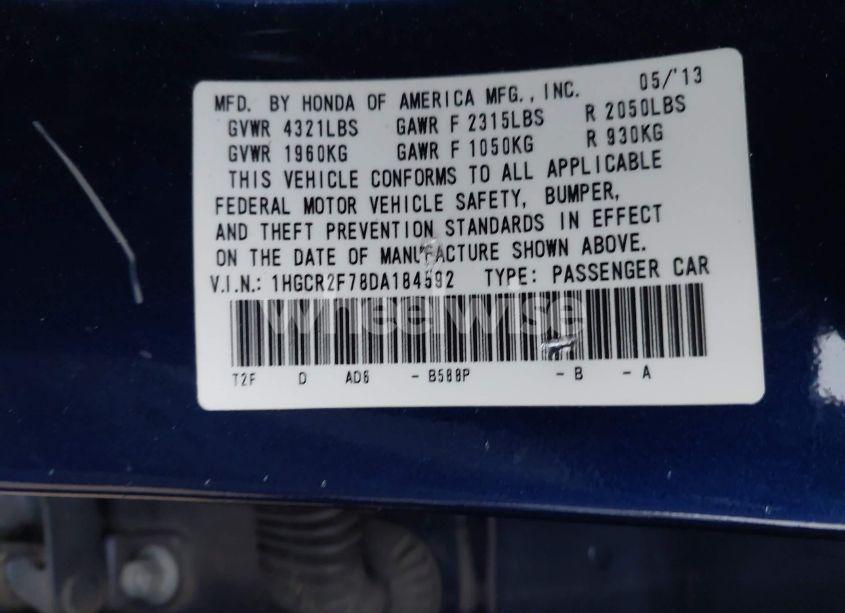 MFD. BY HONDA OF AMERICA MFG., INC. 05/'13
GVWR 4321LBS GAWR F 2315LBS R 2050LBS
GVWR 1960KG GAWR F 1050KG R 930KG
THIS VEHICLE CONFORMS TO ALL APPLICABLE
FEDERAL MOTOR VEHICLE SAFETY, BUMPER,
AND THEFT PREVENTION STANDARDS IN EFFECT
ON THE DATE OF MANUFACTURE SHOWN ABOVE.
V.I.N.: 1HGCR2F78DA184592 TYPE: PASSENGER CAR
wheelwise
T2F D AD6 - B588P - B - A